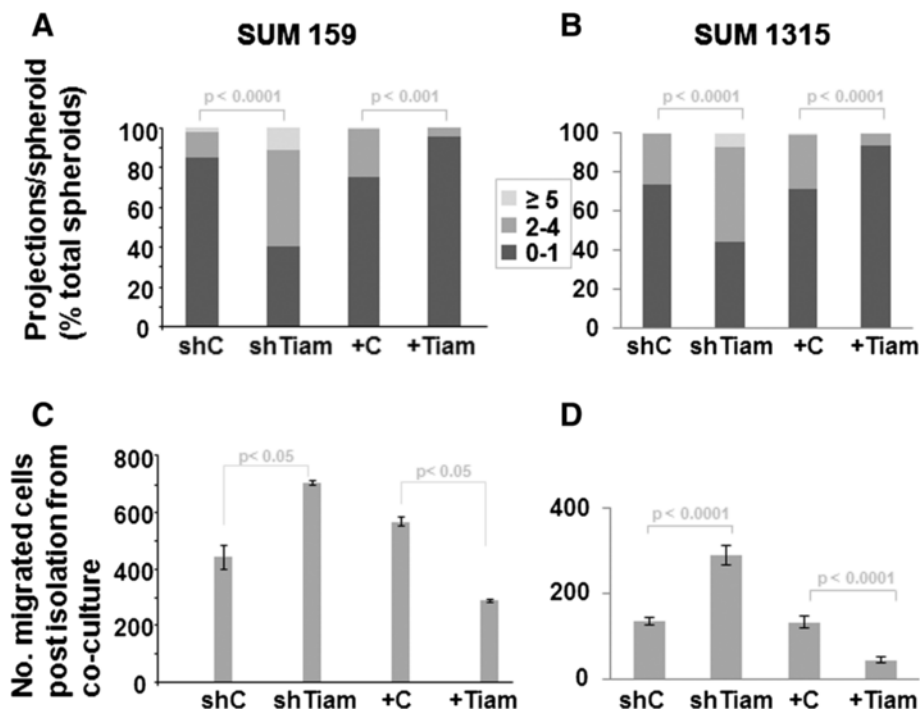 A
SUM 159
B
SUM 1315
Projections/spheroid
(% total spheroids)
p < 0.0001
p < 0.001
p < 0.0001
p < 0.0001
100
80
60
40
20
0
≥ 5
2-4
0-1
100
80
60
40
20
0
shC
shTiam
+C
+Tiam
shC
shTiam
+C
+Tiam
C
D
No. migrated cells
post isolation from
co-culture
800
600
400
200
0
p< 0.05
p< 0.05
400
200
0
p < 0.0001
p < 0.0001
shC
shTiam
+C
+Tiam
shC
shTiam
+C
+Tiam